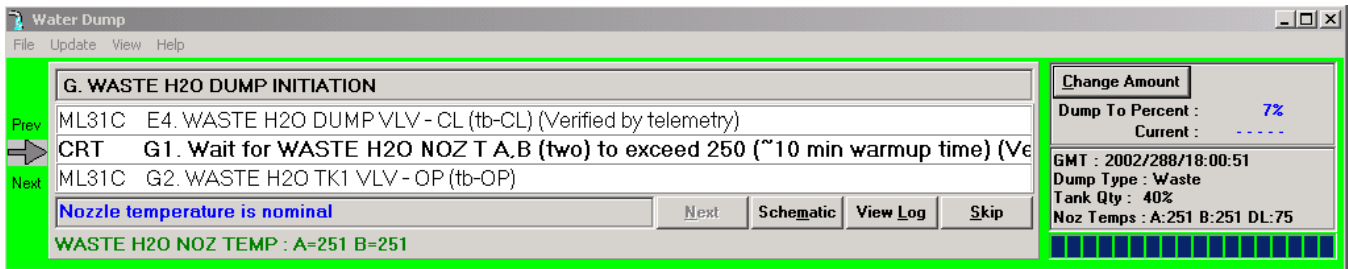 Water Dump
File Update View Help
G. WASTE H2O DUMP INITIATION
Prev
ML31C E4. WASTE H2O DUMP VLV - CL (tb-CL) (Verified by telemetry)
CRT G1. Wait for WASTE H2O NOZ T A,B (two) to exceed 250 (~10 min warmup time) (Ve
Next
ML31C G2. WASTE H2O TK1 VLV - OP (tb-OP)
Nozzle temperature is nominal
Next Schematic View Log Skip
WASTE H2O NOZ TEMP : A=251 B=251
Change Amount
Dump To Percent : 7%
Current : - - - - -
GMT : 2002/288/18:00:51
Dump Type : Waste
Tank Qty : 40%
Noz Temps : A:251 B:251 DL:75